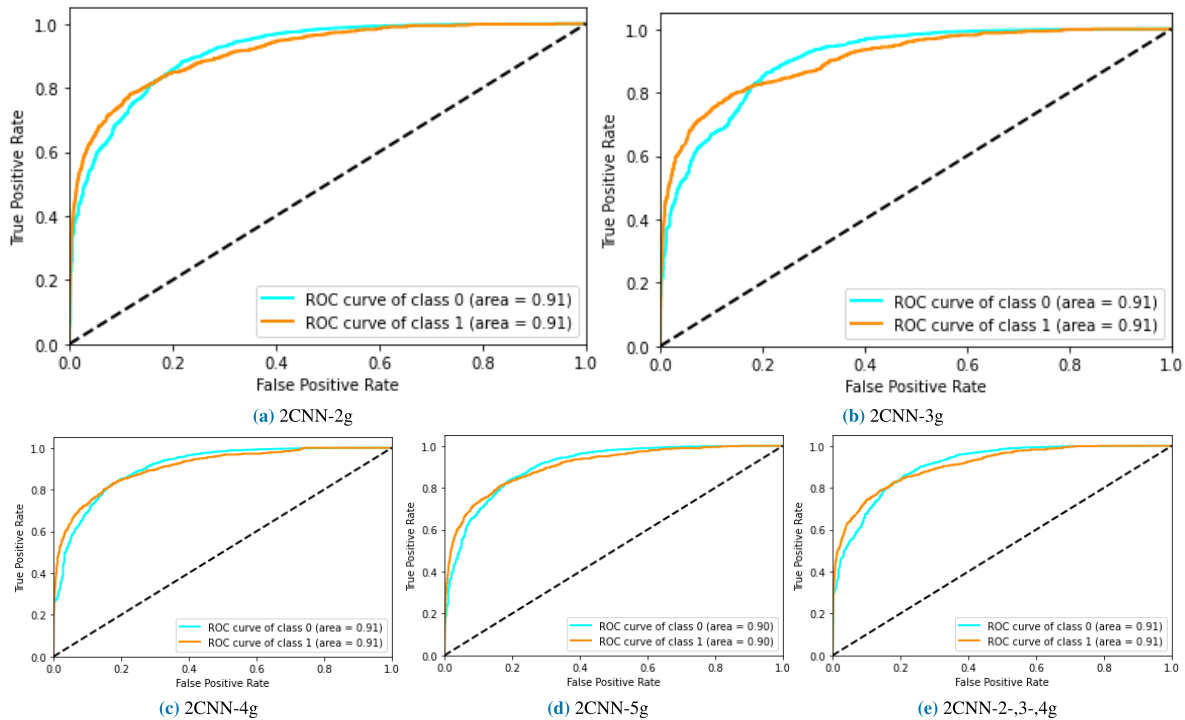 1.0
0.8
0.6
0.4
0.2
0.0
True Positive Rate
ROC curve of class 0 (area = 0.91)
ROC curve of class 1 (area = 0.91)
0.0 0.2 0.4 0.6 0.8 1.0
False Positive Rate
(a) 2CNN-2g
1.0
0.8
0.6
0.4
0.2
0.0
True Positive Rate
ROC curve of class 0 (area = 0.91)
ROC curve of class 1 (area = 0.91)
0.0 0.2 0.4 0.6 0.8 1.0
False Positive Rate
(b) 2CNN-3g
1.0
0.8
0.6
0.4
0.2
0.0
True Positive Rate
ROC curve of class 0 (area = 0.91)
ROC curve of class 1 (area = 0.91)
0.0 0.2 0.4 0.6 0.8 1.0
False Positive Rate
(c) 2CNN-4g
1.0
0.8
0.6
0.4
0.2
0.0
True Positive Rate
ROC curve of class 0 (area = 0.90)
ROC curve of class 1 (area = 0.90)
0.0 0.2 0.4 0.6 0.8 1.0
False Positive Rate
(d) 2CNN-5g
1.0
0.8
0.6
0.4
0.2
0.0
True Positive Rate
ROC curve of class 0 (area = 0.91)
ROC curve of class 1 (area = 0.91)
0.0 0.2 0.4 0.6 0.8 1.0
False Positive Rate
(e) 2CNN-2-,3-,4g